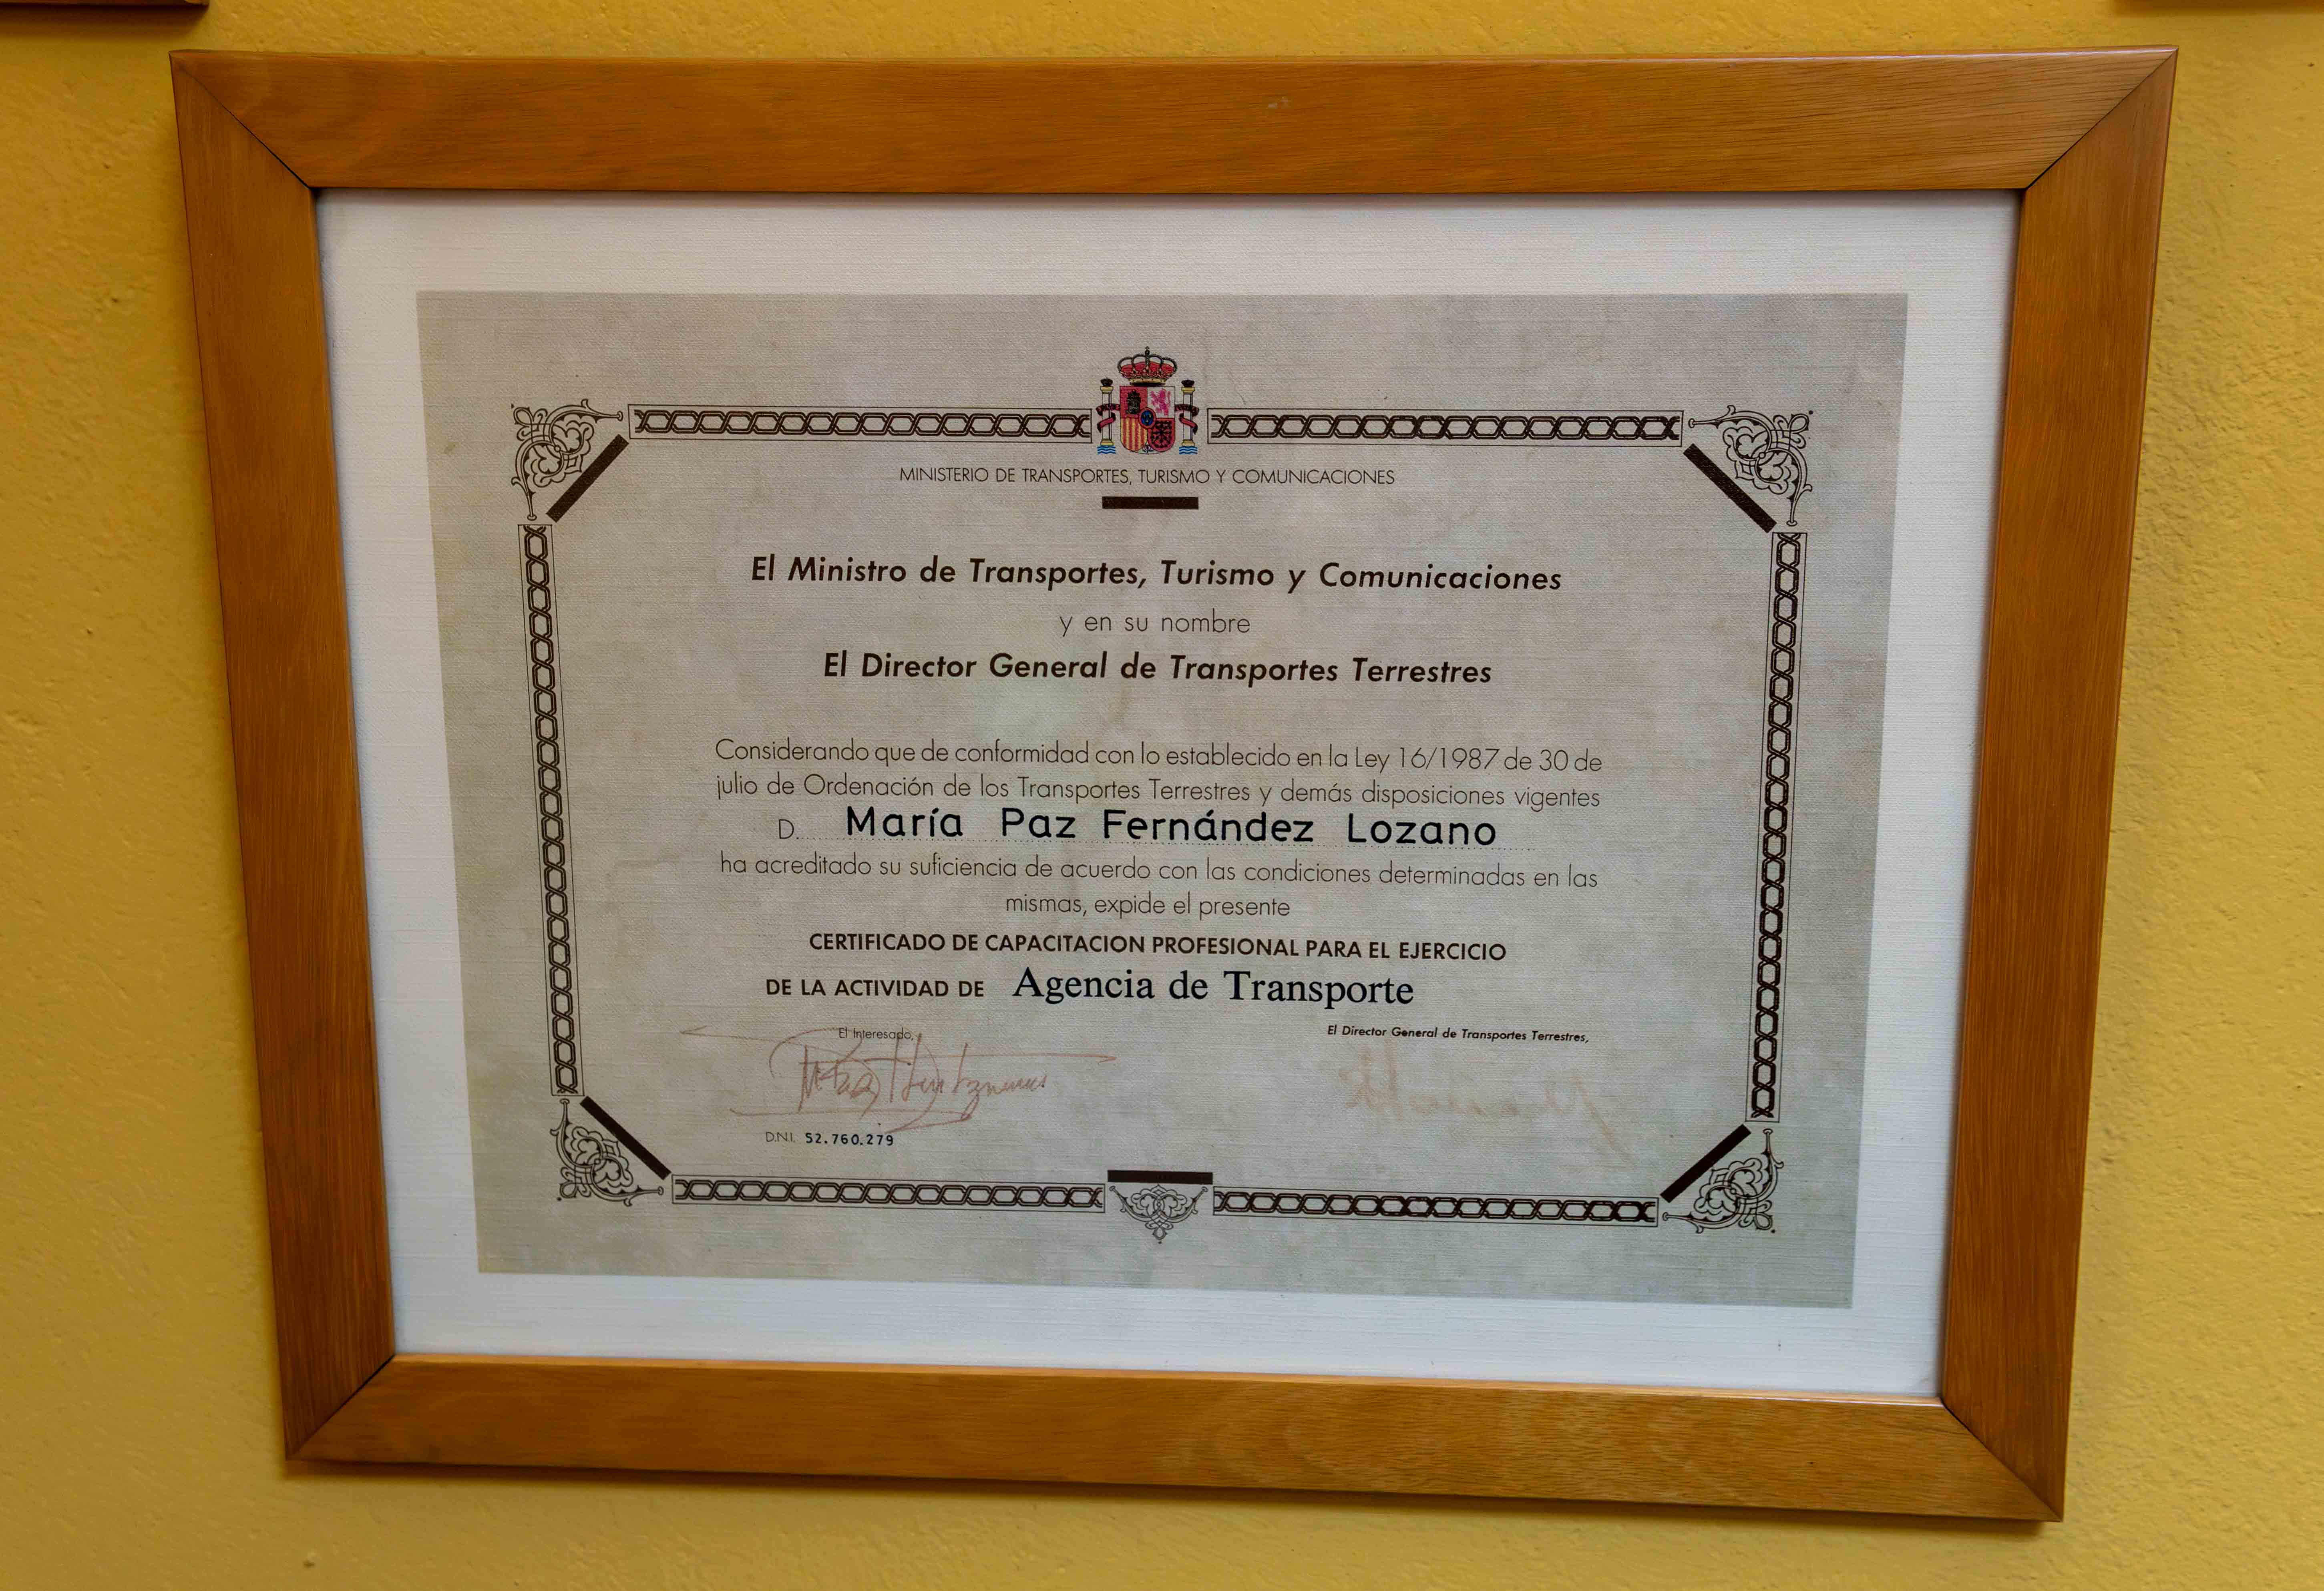 MINISTERIO DE TRANSPORTES, TURISMO Y COMUNICACIONES
El Ministro de Transportes, Turismo y Comunicaciones
y en su nombre
El Director General de Transportes Terrestres
Considerando que de conformidad con lo establecido en la Ley 16/1987 de 30 de
julio de Ordenación de los Transportes Terrestres y demás disposiciones vigentes
D. María Paz Fernández Lozano
ha acreditado su suficiencia de acuerdo con las condiciones determinadas en las
mismas, expide el presente
CERTIFICADO DE CAPACITACION PROFESIONAL PARA EL EJERCICIO
DE LA ACTIVIDAD DE Agencia de Transporte
El Interesado,
El Director General de Transportes Terrestres,
D.N.I. 52.760.279